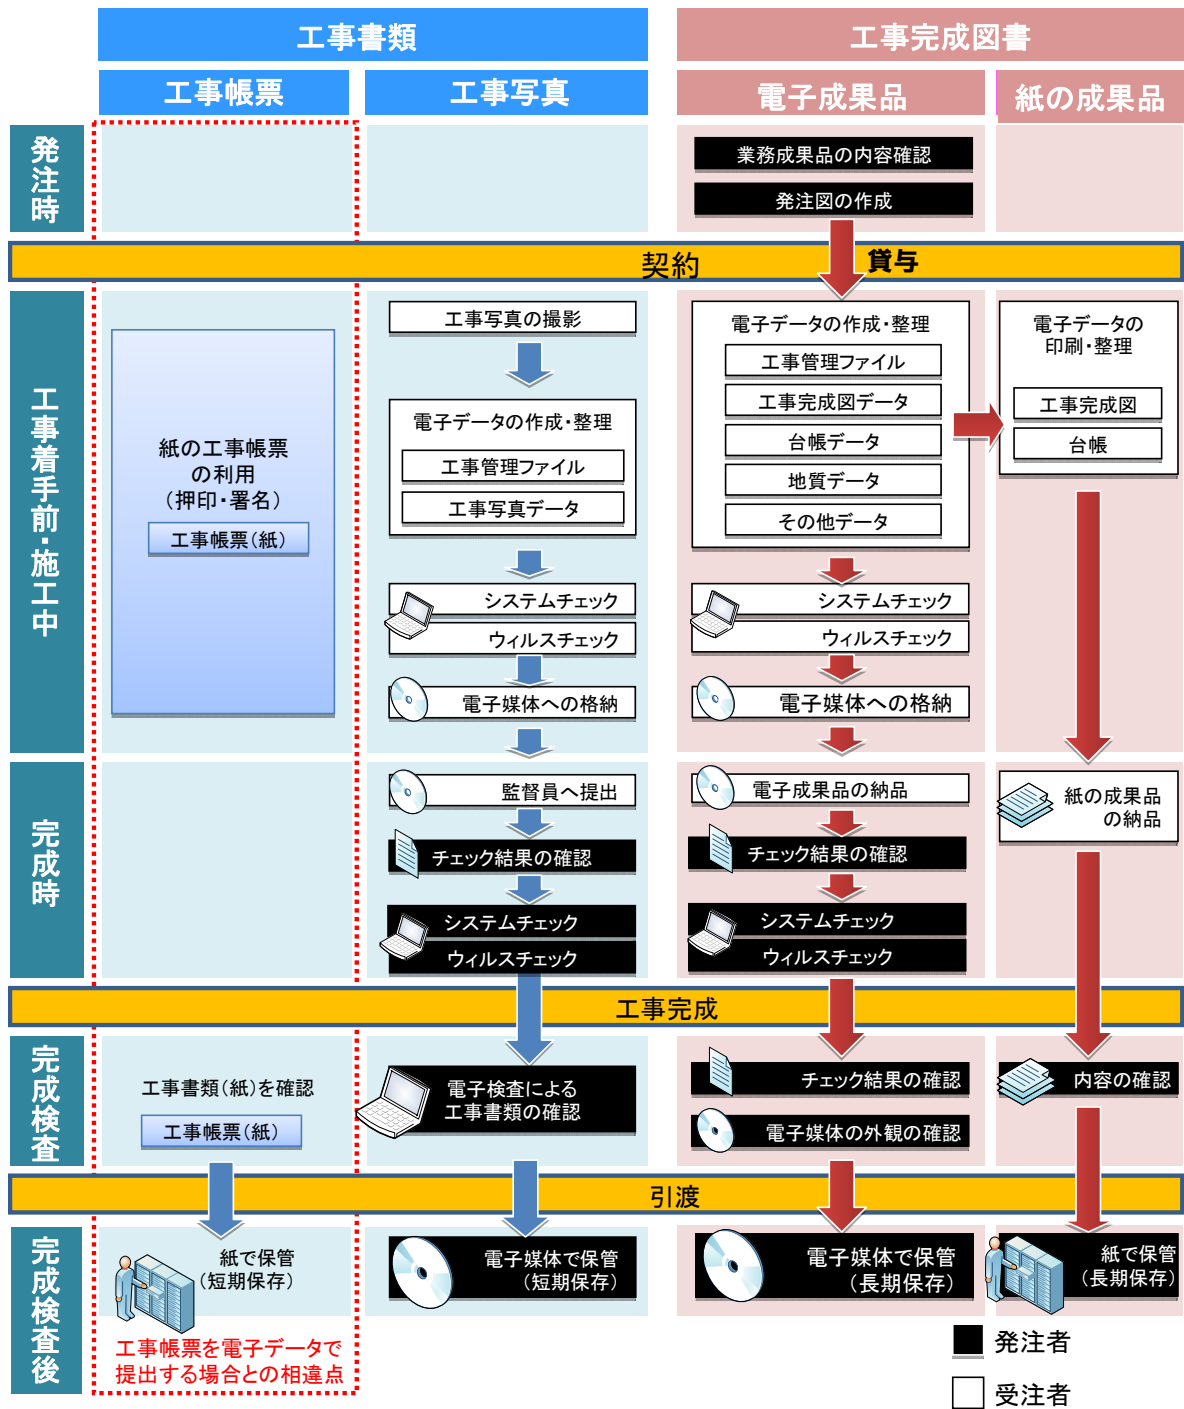 工事書類
工事完成図書
工事帳票
工事写真
電子成果品
紙の成果品
発注時
業務成果品の内容確認
発注図の作成
契約
貸与
工事着手前・施工中
紙の工事帳票
の利用
(押印・署名)
工事帳票(紙)
工事写真の撮影
電子データの作成・整理
工事管理ファイル
工事写真データ
システムチェック
ウィルスチェック
電子媒体への格納
電子データの作成・整理
工事管理ファイル
工事完成図データ
台帳データ
地質データ
その他データ
システムチェック
ウィルスチェック
電子媒体への格納
電子データの
印刷・整理
工事完成図
台帳
完成時
監督員へ提出
チェック結果の確認
システムチェック
ウィルスチェック
電子成果品の納品
チェック結果の確認
システムチェック
ウィルスチェック
紙の成果品
の納品
工事完成
完成検査
工事書類(紙)を確認
工事帳票(紙)
電子検査による
工事書類の確認
チェック結果の確認
電子媒体の外観の確認
内容の確認
引渡
完成検査後
紙で保管
(短期保存)
電子媒体で保管
(短期保存)
電子媒体で保管
(長期保存)
紙で保管
(長期保存)
工事帳票を電子データで
提出する場合との相違点
発注者
受注者